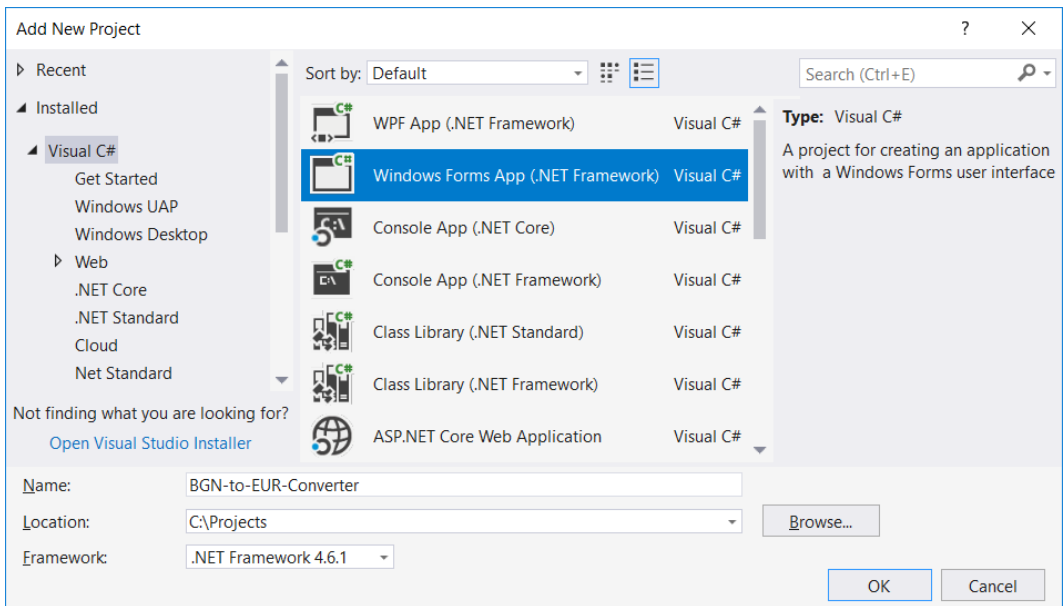 Add New Project
?
Recent
Installed
Visual C#
Get Started
Windows UAP
Windows Desktop
Web
.NET Core
.NET Standard
Cloud
Net Standard
Not finding what you are looking for?
Open Visual Studio Installer
Sort by: Default
C# WPF App (.NET Framework) Visual C#
C# Windows Forms App (.NET Framework) Visual C#
C:\ Console App (.NET Core) Visual C#
C# C:\ Console App (.NET Framework) Visual C#
C# Class Library (.NET Standard) Visual C#
C# Class Library (.NET Framework) Visual C#
ASP.NET Core Web Application Visual C#
Search (Ctrl+E)
Type: Visual C#
A project for creating an application
with a Windows Forms user interface
Name: BGN-to-EUR-Converter
Location: C:\Projects
Browse...
Framework: .NET Framework 4.6.1
OK Cancel